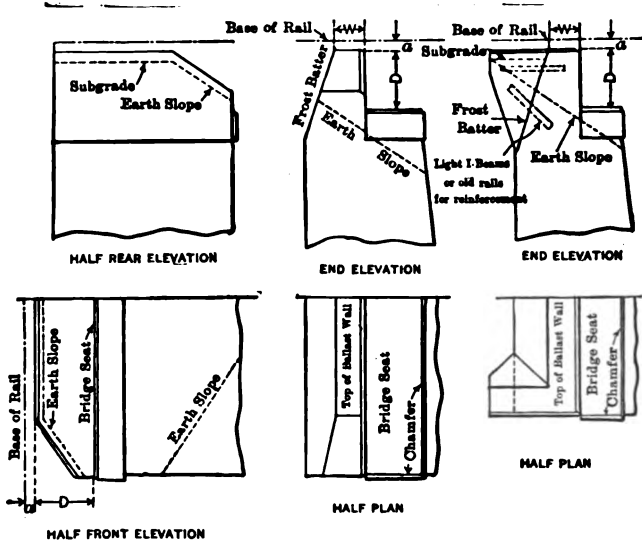 Subgrade
Earth Slope
HALF REAR ELEVATION
Base of Rail
W
a
D
Frost Batter
Earth
Slope
END ELEVATION
Base of Rail
W
Subgrade
a
D
Frost
Batter
Light I-Beams
or old rails
for reinforcement
Earth Slope
END ELEVATION
Base of Rail
Earth Slope
Bridge Seat
Earth Slope
a
D
HALF FRONT ELEVATION
Top of Ballast Wall
Bridge Seat
Chamfer
HALF PLAN
Top of Ballast Wall
Bridge Seat
Chamfer
HALF PLAN